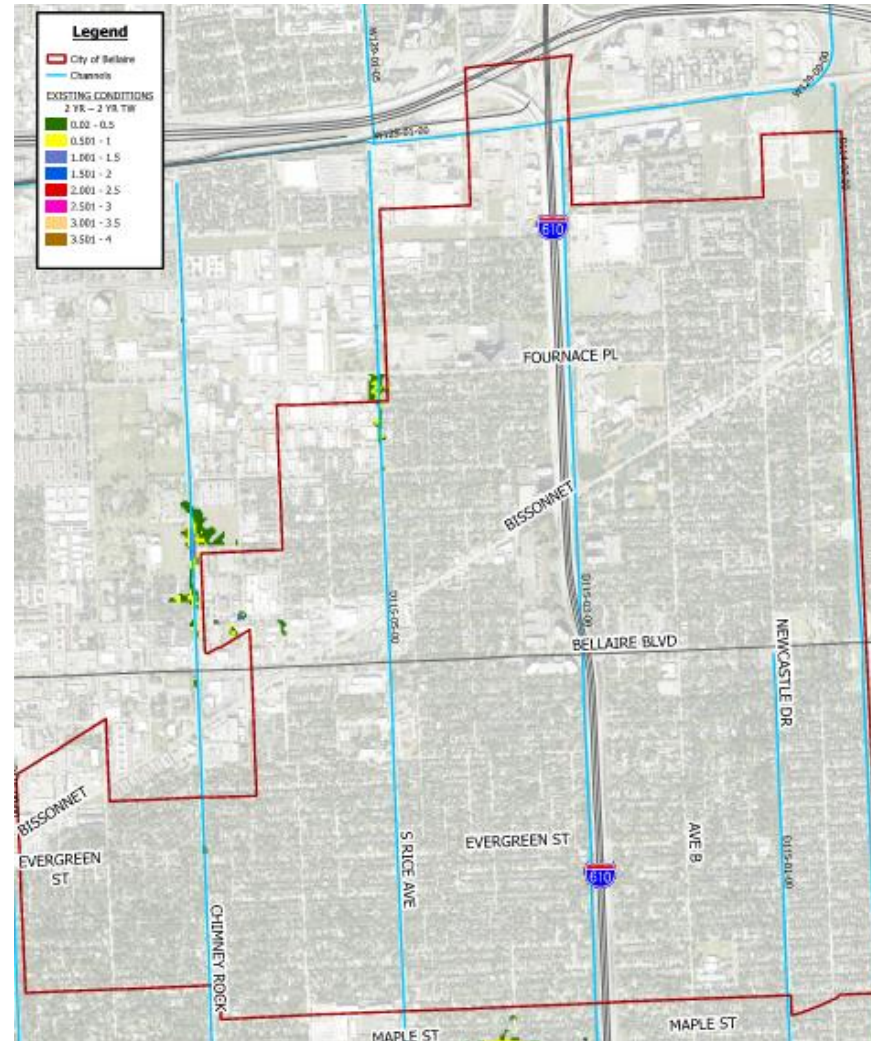 Legend
City of Bellaire
Channels
EXISTING CONDITIONS
2 YR - 2 YR TW
0.02 - 0.5
0.501 - 1
1.001 - 1.5
1.501 - 2
2.001 - 2.5
2.501 - 3
3.001 - 3.5
3.501 - 4
W129-01-00
610
FOURNACE PL
BISSONNET
D115-05-00
D115-03-00
BELLAIRE BLVD
NEWCASTLE DR
BISSONNET
EVERGREEN
ST
S RICE AVE
EVERGREEN ST
AVE B
D115-01-00
610
CHIMNEY ROCK
MAPLE ST
MAPLE ST